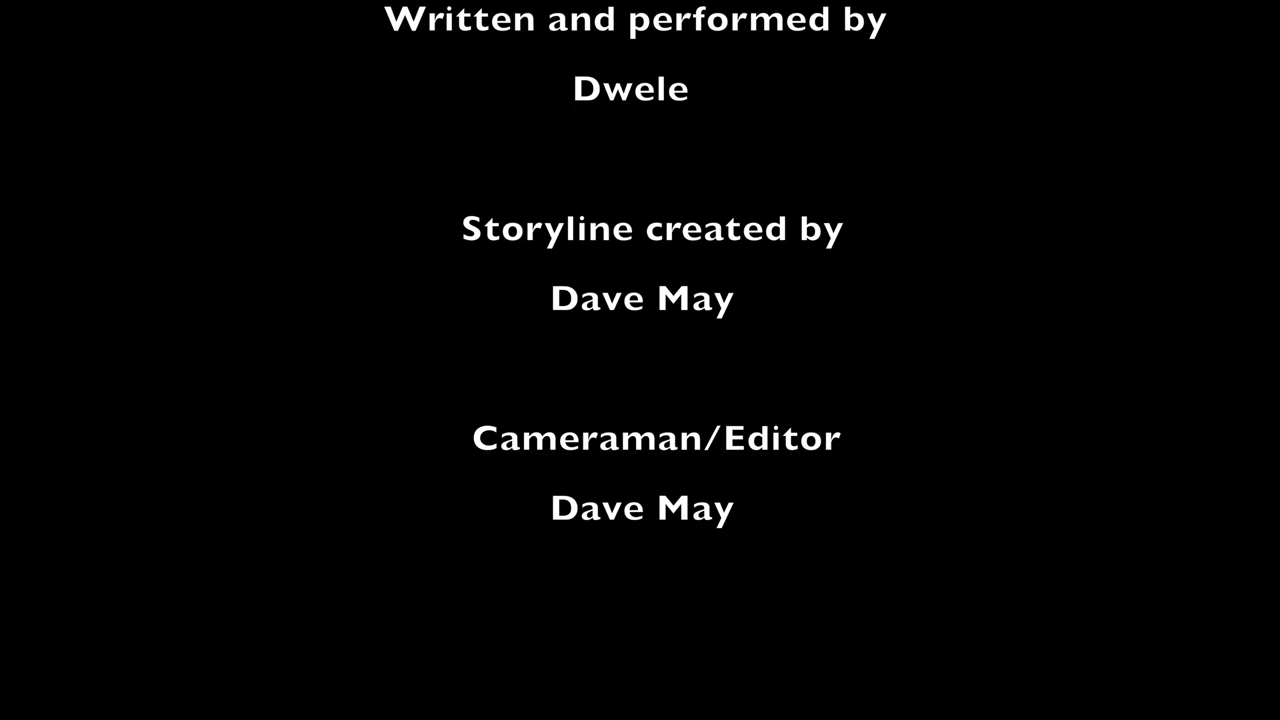 Written and performed by
Dwele
Storyline created by
Dave May
Cameraman/Editor
Dave May